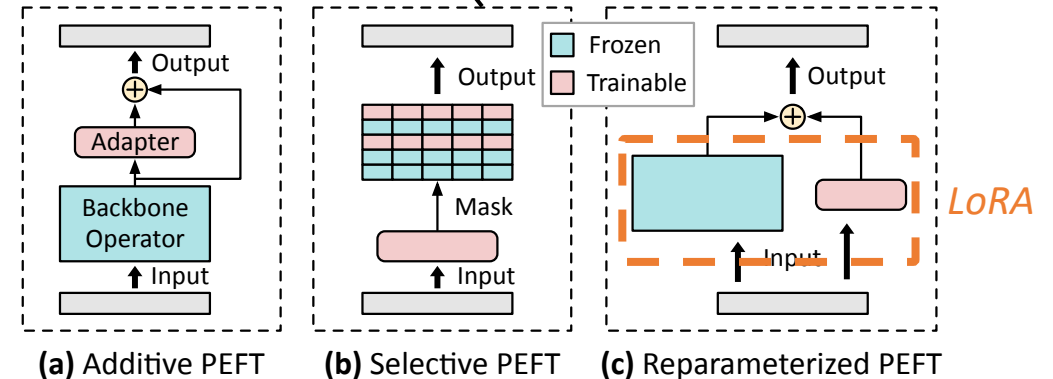 Output
Adapter
Backbone
Operator
Input
(a) Additive PEFT
Output
Mask
Input
(b) Selective PEFT
Frozen
Trainable
Output
LoRA
Input
(c) Reparameterized PEFT